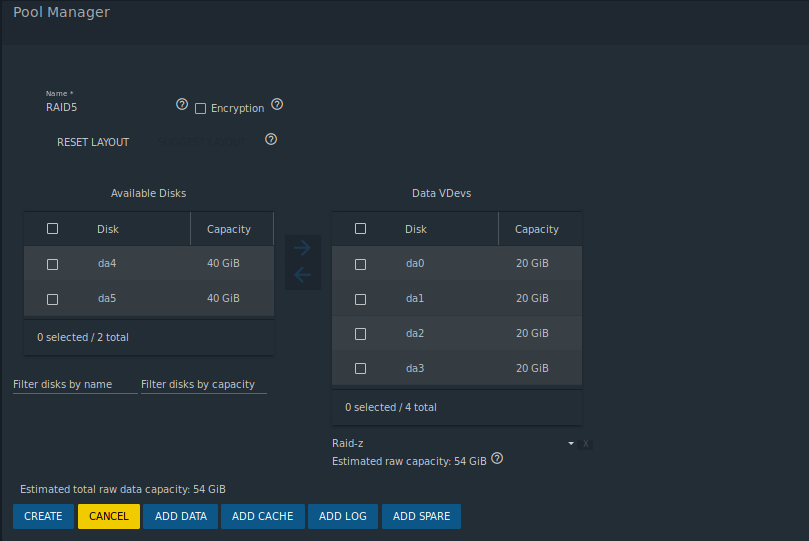 Pool Manager
Name *
RAID5
Encryption
RESET LAYOUT
Available Disks
Data VDevs
Disk Capacity
Disk Capacity
da4 40 GiB
da0 20 GiB
da5 40 GiB
da1 20 GiB
da2 20 GiB
0 selected / 2 total
da3 20 GiB
Filter disks by name Filter disks by capacity
0 selected / 4 total
Raid-z X
Estimated raw capacity: 54 GiB
Estimated total raw data capacity: 54 GiB
CREATE CANCEL ADD DATA ADD CACHE ADD LOG ADD SPARE